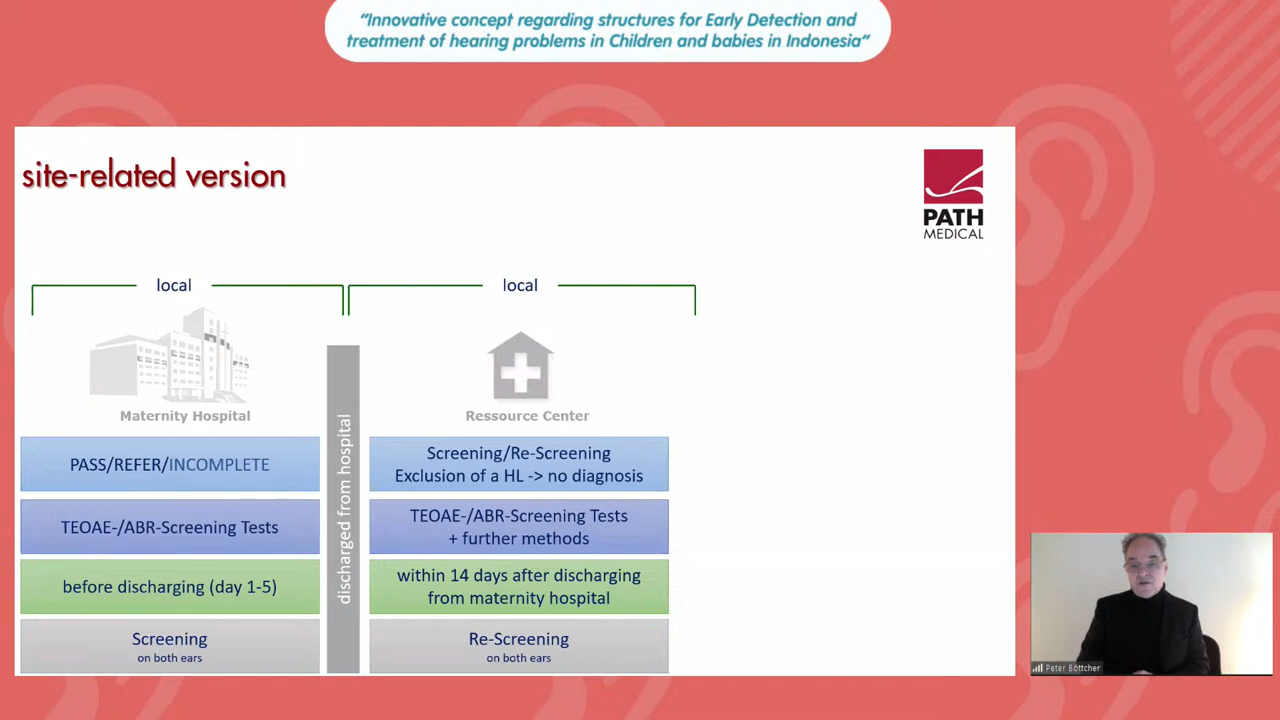 “Innovative concept regarding structures for Early Detection and
treatment of hearing problems in Children and babies in Indonesia“
site-related version
PATH
MEDICAL
local
local
Maternity Hospital
Ressource Center
PASS/REFER/INCOMPLETE
TEOAE-/ABR-Screening Tests
before discharging (day 1-5)
Screening
on both ears
discharged from hospital
Screening/Re-Screening
Exclusion of a HL -> no diagnosis
TEOAE-/ABR-Screening Tests
+ further methods
within 14 days after discharging
from maternity hospital
Re-Screening
on both ears
Peter Böttcher